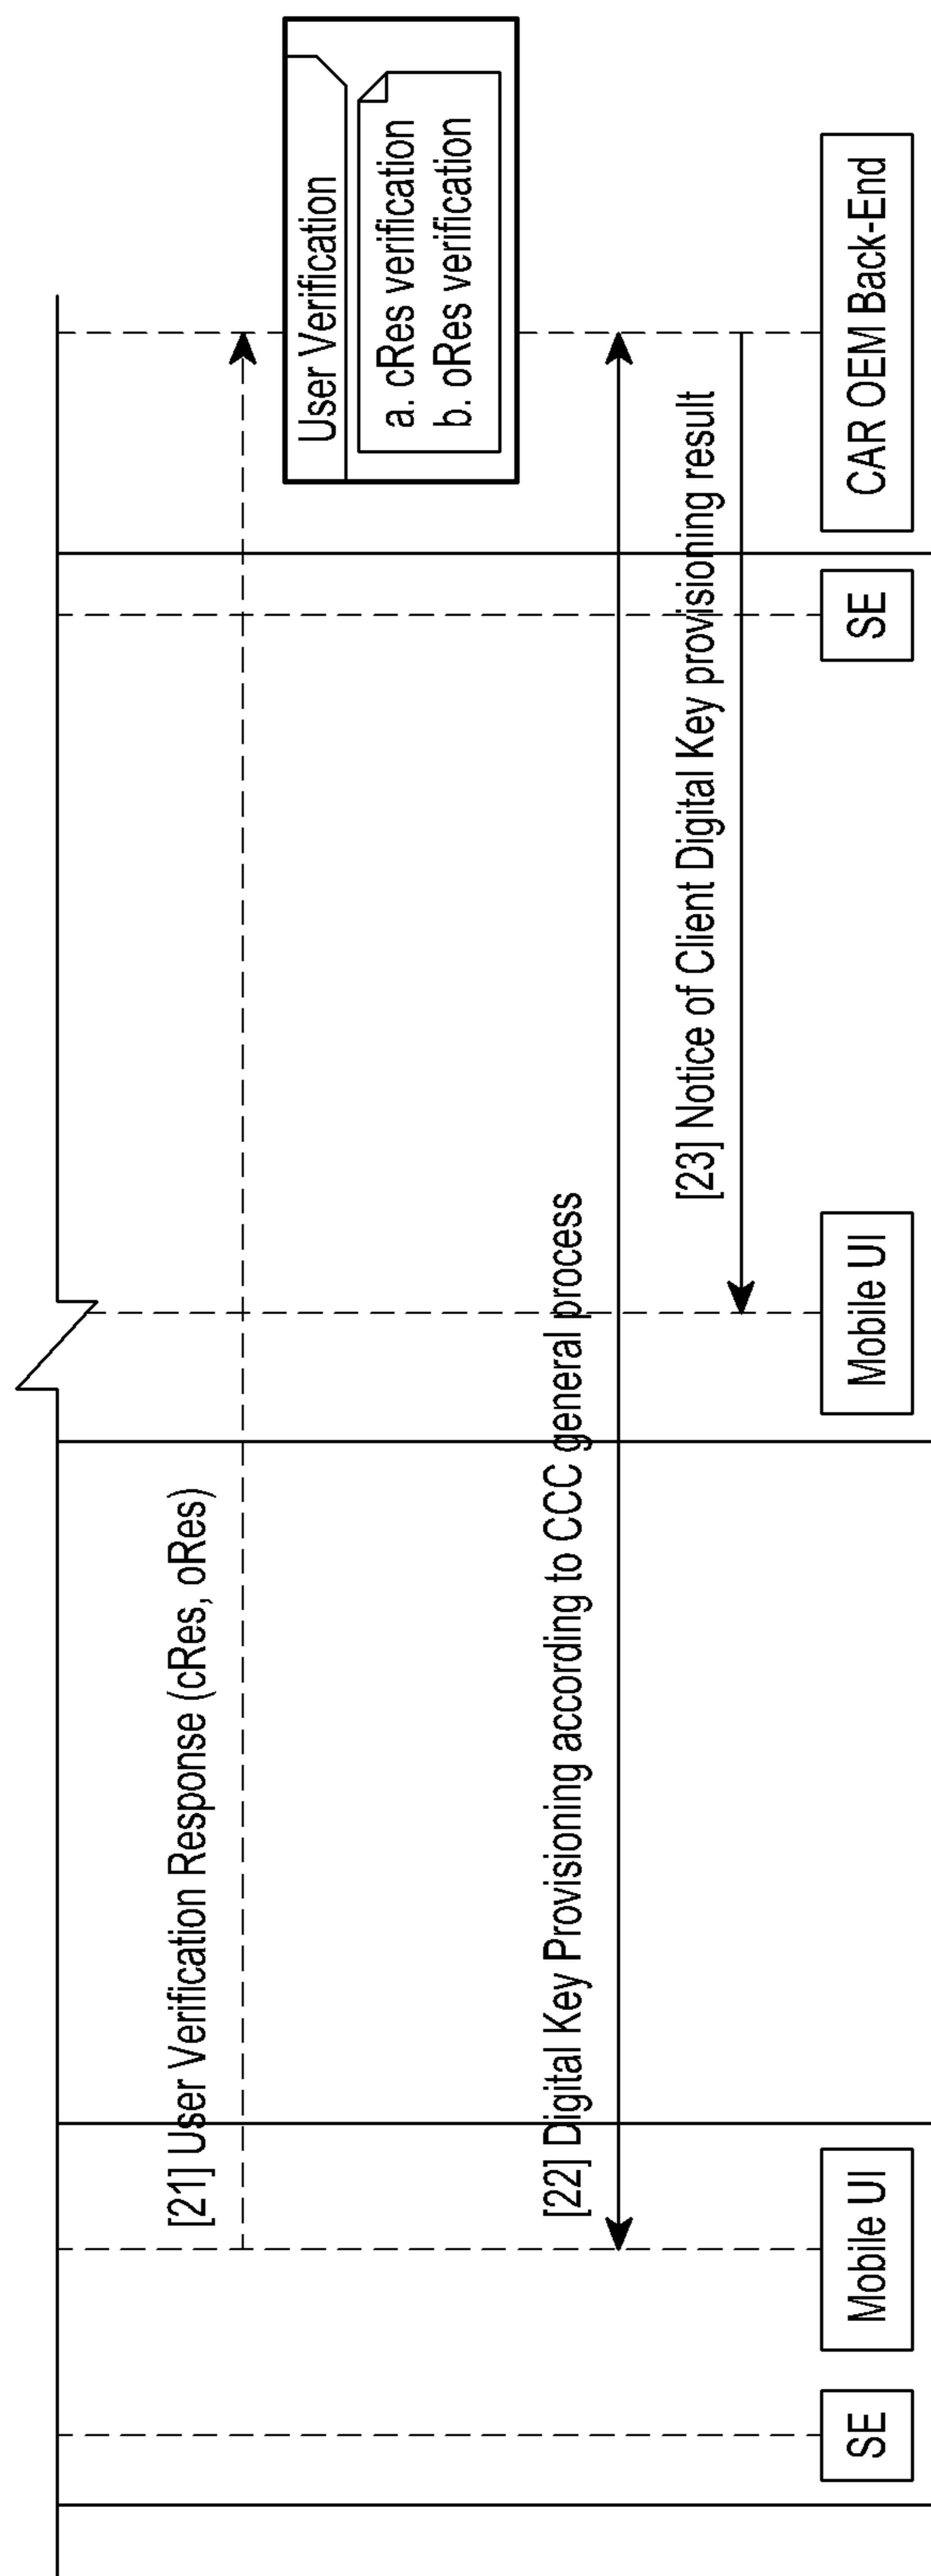 [21] User Verification Response (cRes, oRes)
User Verification
a. cRes verification
b. oRes verification
[22] Digital Key Provisioning according to CCC general process
[23] Notice of Client Digital Key provisioning result
SE
Mobile UI
Mobile UI
SE
CAR OEM Back-End